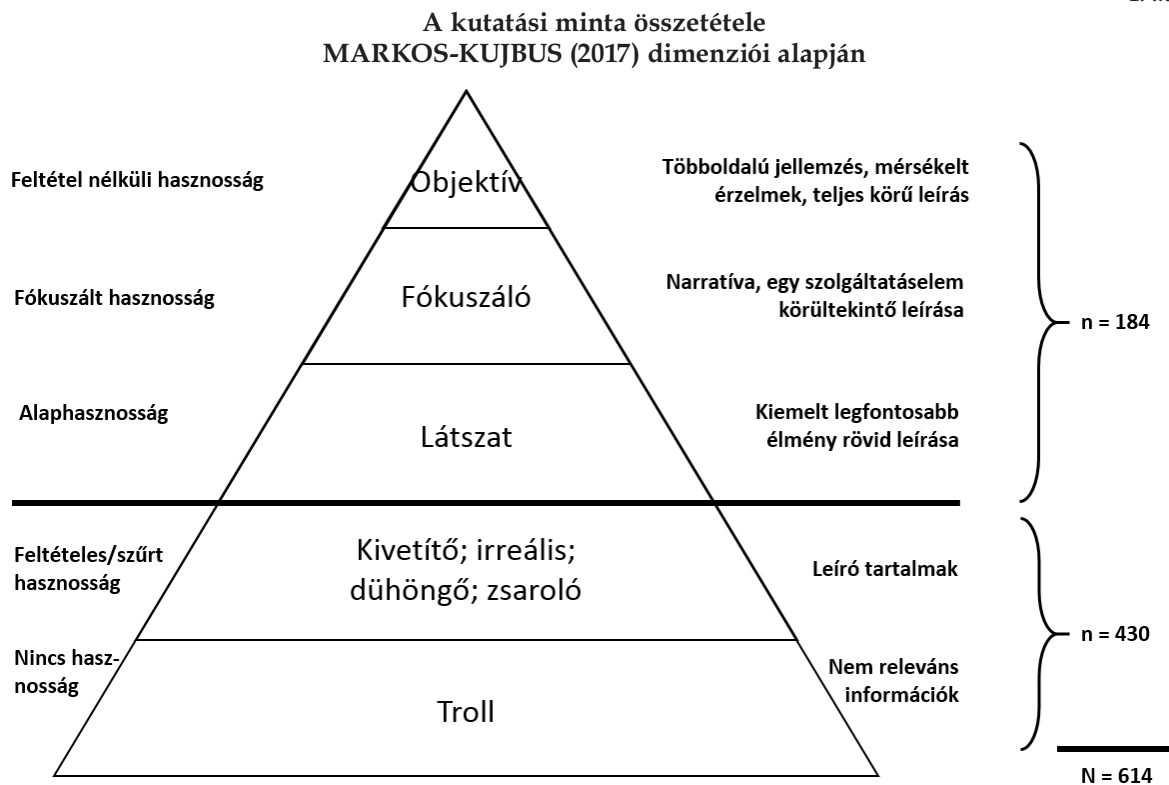 A kutatási minta összetétele
MARKOS-KUJBUS (2017) dimenziói alapján
Feltétel nélküli hasznosság
Objektív
Többoldalú jellemzés, mérsékelt
érzelmek, teljes körű leírás
Fókuszált hasznosság
Fókuszáló
Narratíva, egy szolgáltatáselem
körültekintő leírása
n = 184
Alaphasznosság
Látszat
Kiemelt legfontosabb
élmény rövid leírása
Feltételes/szűrt
hasznosság
Kivetítő; irreális;
dühöngő; zsaroló
Leíró tartalmak
n = 430
Nincs hasz-
nosság
Troll
Nem releváns
információk
N = 614